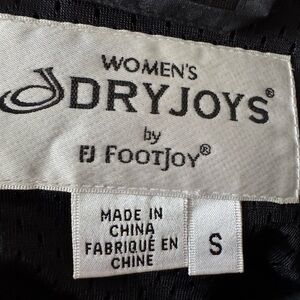 WOMEN'S
DRYJOYS®
by
FJ FOOTJOY®
MADE IN
CHINA
FABRIQUÉ EN
CHINE
S